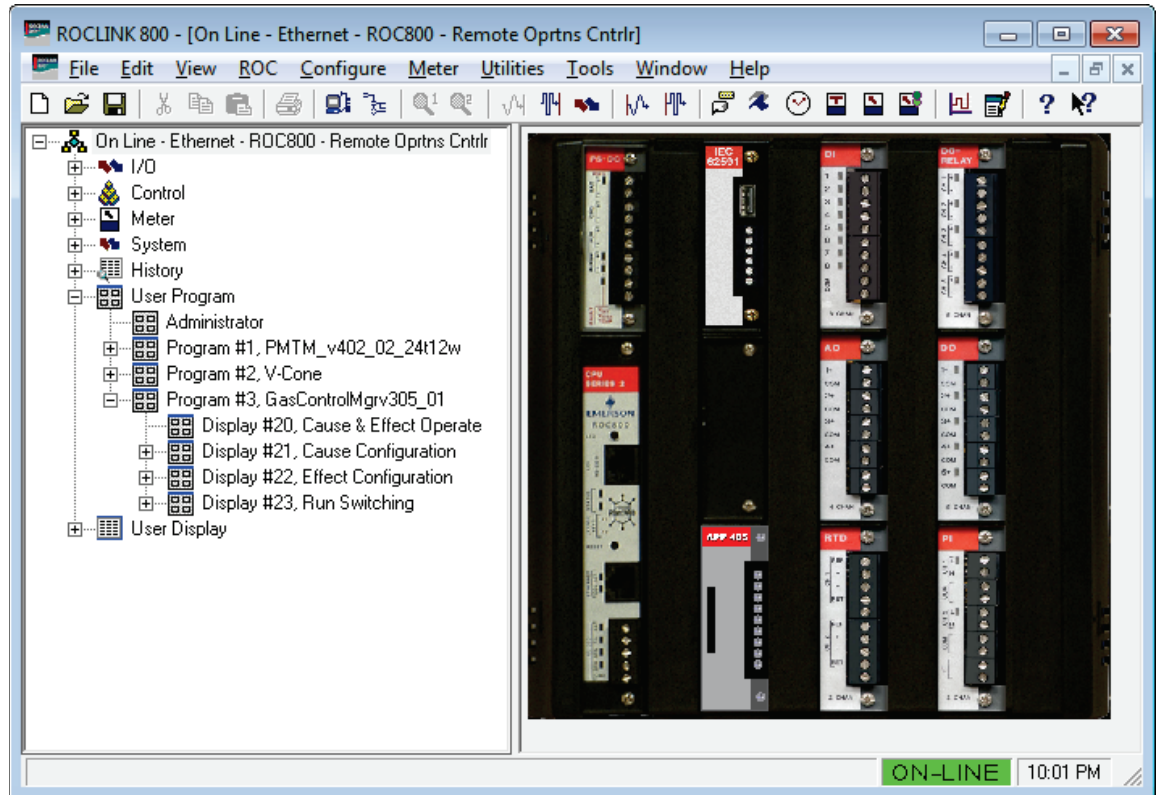 ROCLINK 800 - [On Line - Ethernet - ROC800 - Remote Oprtns Cntrlr]
File Edit View ROC Configure Meter Utilities Tools Window Help
On Line - Ethernet - ROC800 - Remote Oprtns Cntrlr
I/O
Control
Meter
System
History
User Program
Administrator
Program #1, PMTM_v402_02_24t12w
Program #2, V-Cone
Program #3, GasControlMgrv305_01
Display #20, Cause & Effect Operate
Display #21, Cause Configuration
Display #22, Effect Configuration
Display #23, Run Switching
User Display
PS-DC
IEC
62591
DI
DO-
RELAY
CPU
SERIES 2
EMERSON
ROC800
AO
DO
APP 485
RTD
PI
ON-LINE
10:01 PM